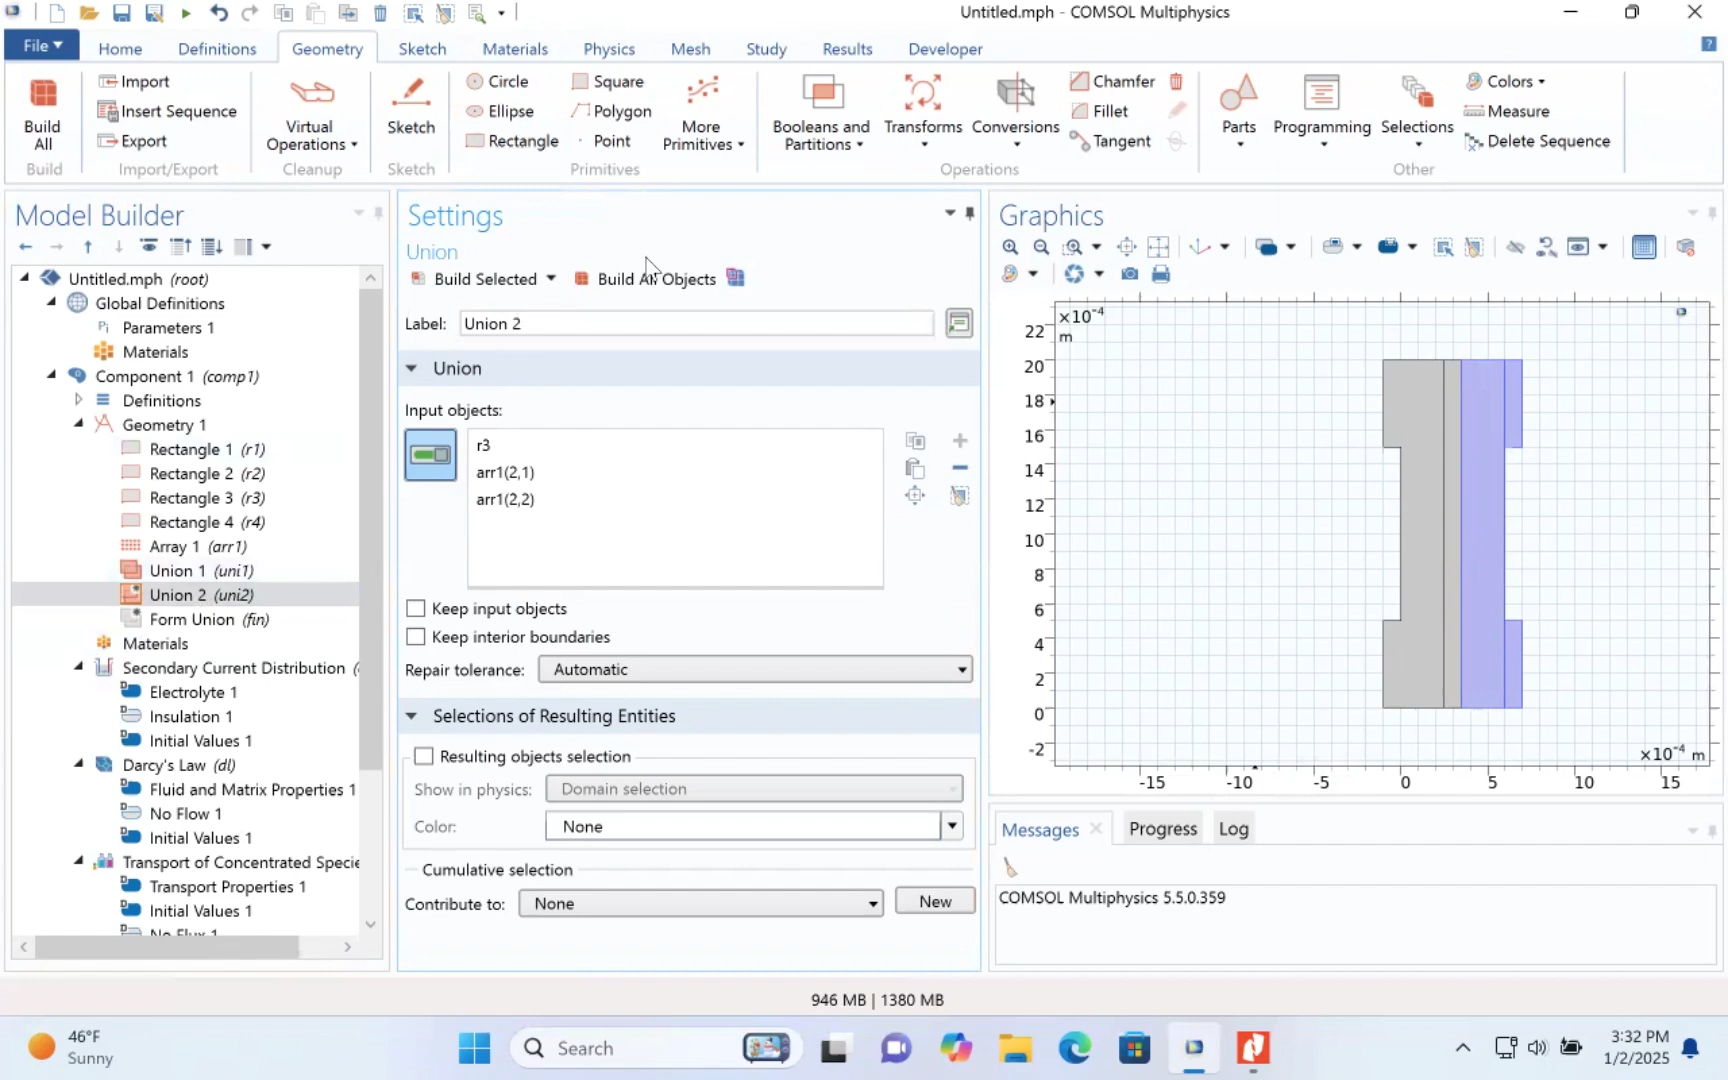 Untitled.mph - COMSOL Multiphysics
File Home Definitions Geometry Sketch Materials Physics Mesh Study Results Developer
Build All
Build
Import
Insert Sequence
Export
Import/Export
Virtual Operations
Cleanup
Sketch
Sketch
Circle
Ellipse
Rectangle
Square
Polygon
Point
More Primitives
Primitives
Booleans and Partitions
Transforms
Conversions
Chamfer
Fillet
Tangent
Operations
Parts
Programming
Selections
Colors
Measure
Delete Sequence
Other
Model Builder
Untitled.mph (root)
Global Definitions
Pi Parameters 1
Materials
Component 1 (comp1)
Definitions
Geometry 1
Rectangle 1 (r1)
Rectangle 2 (r2)
Rectangle 3 (r3)
Rectangle 4 (r4)
Array 1 (arr1)
Union 1 (uni1)
Union 2 (uni2)
Form Union (fin)
Materials
Secondary Current Distribution (
Electrolyte 1
Insulation 1
Initial Values 1
Darcy's Law (dl)
Fluid and Matrix Properties 1
No Flow 1
Initial Values 1
Transport of Concentrated Specie
Transport Properties 1
Initial Values 1
No Flux 1
Settings
Union
Build Selected
Build All Objects
Label: Union 2
Union
Input objects:
r3
arr1(2,1)
arr1(2,2)
Keep input objects
Keep interior boundaries
Repair tolerance: Automatic
Selections of Resulting Entities
Resulting objects selection
Show in physics: Domain selection
Color: None
Cumulative selection
Contribute to: None New
Graphics
×10⁻⁴
m
22
20
18
16
14
12
10
8
6
4
2
0
-2
×10⁻⁴ m
-15 -10 -5 0 5 10 15
Messages Progress Log
COMSOL Multiphysics 5.5.0.359
946 MB | 1380 MB
46°F
Sunny
Search
3:32 PM
1/2/2025